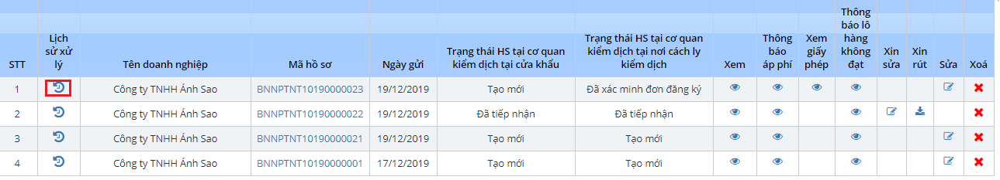 STT Lịch sử xử lý Tên doanh nghiệp Mã hồ sơ Ngày gửi Trạng thái HS tại cơ quan kiểm dịch tại cửa khẩu Trạng thái HS tại cơ quan kiểm dịch tại nơi cách ly kiểm dịch Xem Thông báo áp phí Xem giấy phép Thông báo lô hàng không đạt Xin sửa Xin rút Sửa Xoá
1 Công ty TNHH Ánh Sao BNNPTNT10190000023 19/12/2019 Tạo mới Đã xác minh đơn đăng ký
2 Công ty TNHH Ánh Sao BNNPTNT10190000022 19/12/2019 Đã tiếp nhận Đã tiếp nhận
3 Công ty TNHH Ánh Sao BNNPTNT10190000021 19/12/2019 Tạo mới Tạo mới
4 Công ty TNHH Ánh Sao BNNPTNT10190000001 17/12/2019 Tạo mới Tạo mới